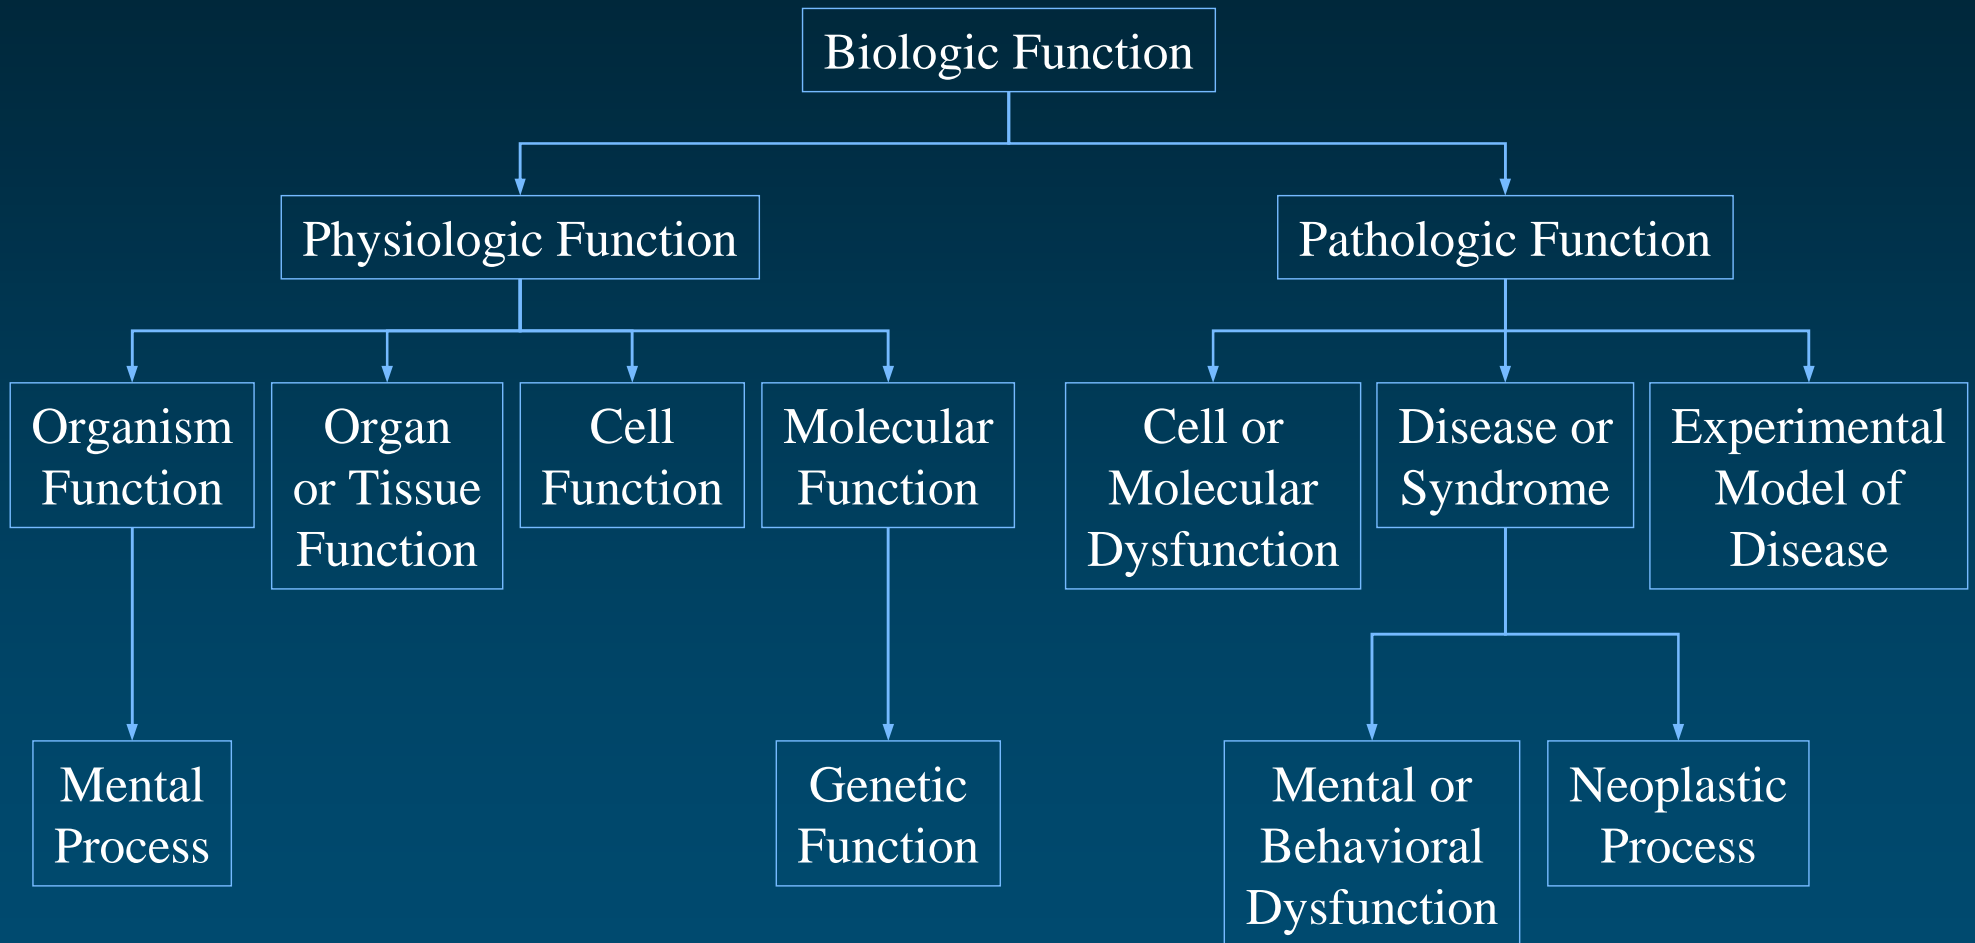 Biologic Function
Physiologic Function
Pathologic Function
Organism
Function
Organ
or Tissue
Function
Cell
Function
Molecular
Function
Cell or
Molecular
Dysfunction
Disease or
Syndrome
Experimental
Model of
Disease
Mental
Process
Genetic
Function
Mental or
Behavioral
Dysfunction
Neoplastic
Process